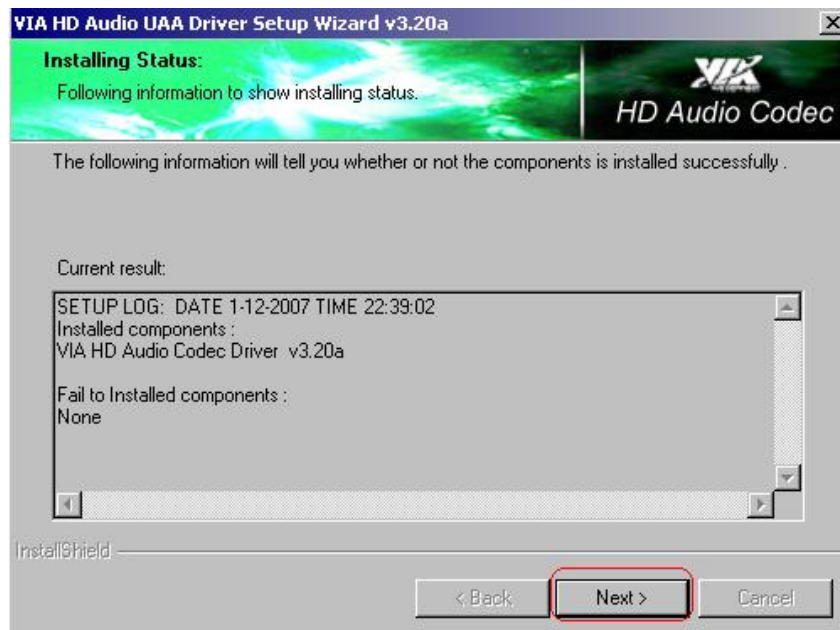 VIA HD Audio UAA Driver Setup Wizard v3.20a
Installing Status:
Following information to show installing status.
VIA
HD Audio Codec
The following information will tell you whether or not the components is installed successfully .
Current result:
SETUP LOG: DATE 1-12-2007 TIME 22:39:02
Installed components :
VIA HD Audio Codec Driver v3.20a
Fail to Installed components :
None
InstallShield
< Back
Next >
Cancel